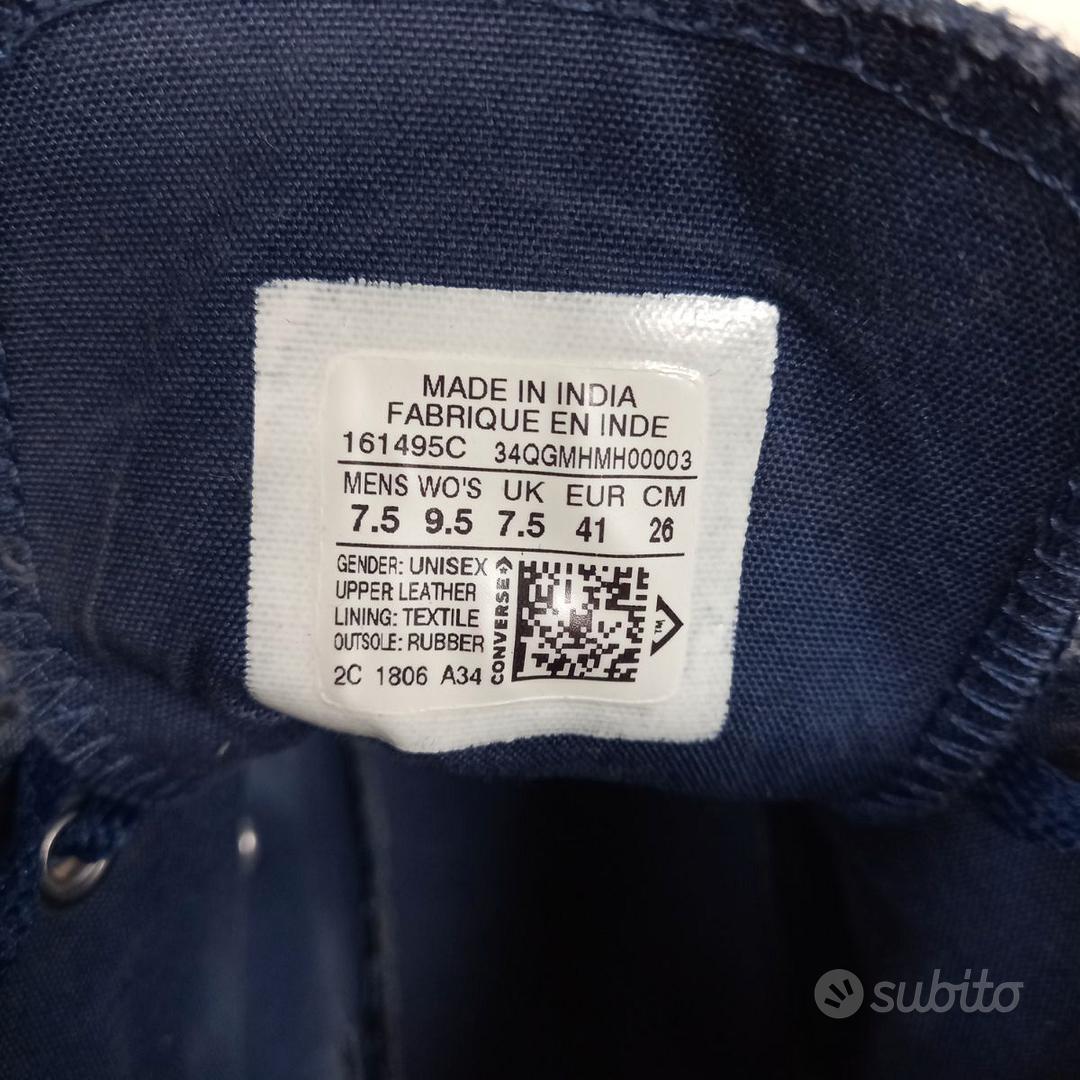 MADE IN INDIA
FABRIQUE EN INDE
161495C 34QGMHMH00003
MENS WO'S UK EUR CM
7.5 9.5 7.5 41 26
GENDER: UNISEX
UPPER LEATHER
LINING: TEXTILE
OUTSOLE: RUBBER
2C 1806 A34
CONVERSE
TM
subito